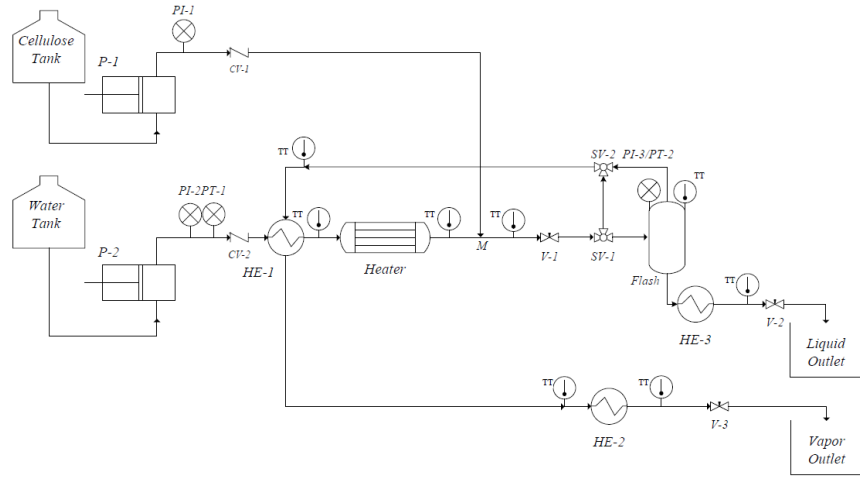 PI-1
Cellulose
Tank
P-1
CV-1
TT
SV-2
PI-3/PT-2
TT
Water
Tank
PI-2PT-1
TT
TT
TT
P-2
CV-2
HE-1
Heater
M
V-1
SV-1
Flash
TT
HE-3
V-2
Liquid
Outlet
TT
TT
HE-2
V-3
Vapor
Outlet